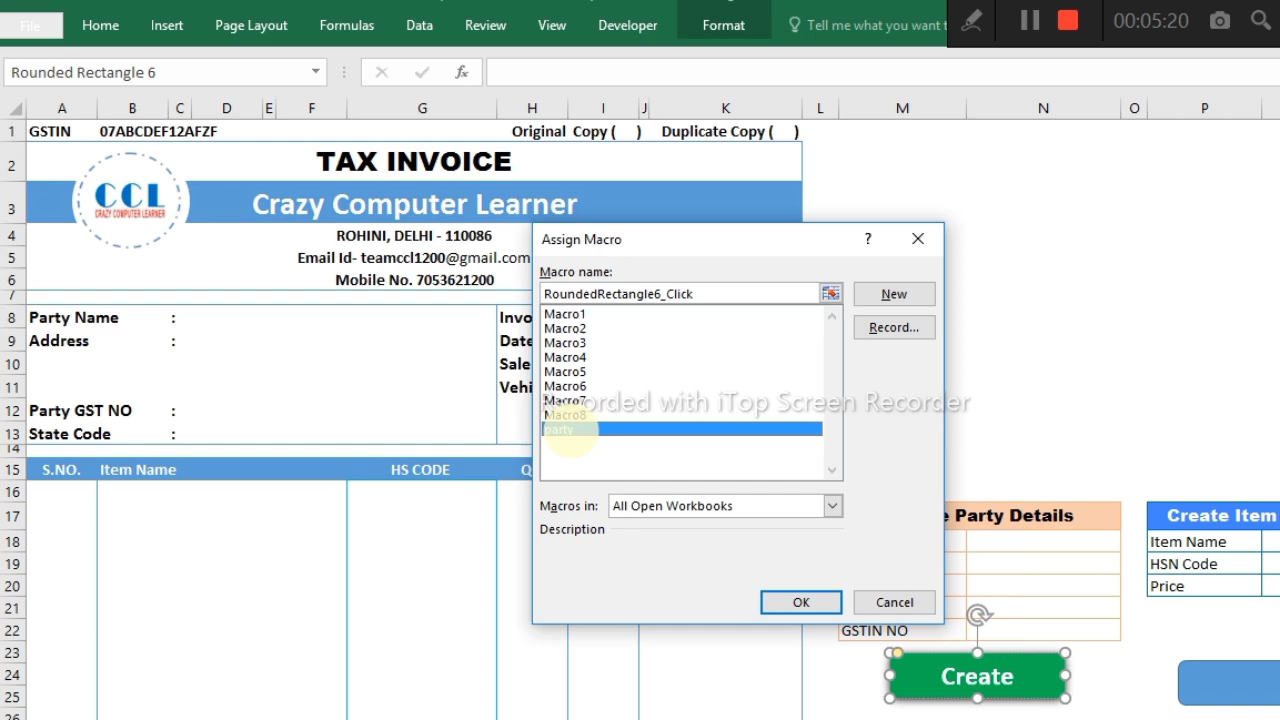 File Home Insert Page Layout Formulas Data Review View Developer Format Tell me what you want t 00:05:20
Rounded Rectangle 6 fx
A B C D E F G H I J K L M N O P
1 GSTIN 07ABCDEF12AFZF Original Copy ( ) Duplicate Copy ( )
2 TAX INVOICE
CCL
CRAZY COMPUTER LEARNER
3 Crazy Computer Learner
4 ROHINI, DELHI - 110086
5 Email Id- teamccl1200@gmail.com
6 Mobile No. 7053621200
7
8 Party Name : Invo
9 Address : Date
10 Sale
11 Vehi
12 Party GST NO :
13 State Code :
14
15 S.NO. Item Name HS CODE Q
16
17 e Party Details Create Item
18 Item Name
19 HSN Code
20 Price
21
22 GSTIN NO
23
24 Create
25
26
Assign Macro ? ×
Macro name:
RoundedRectangle6_Click New
Macro1
Macro2 Record...
Macro3
Macro4
Macro5
Macro6
Macro7
Macro8
party
Recorded with iTop Screen Recorder
Macros in: All Open Workbooks
Description
OK Cancel